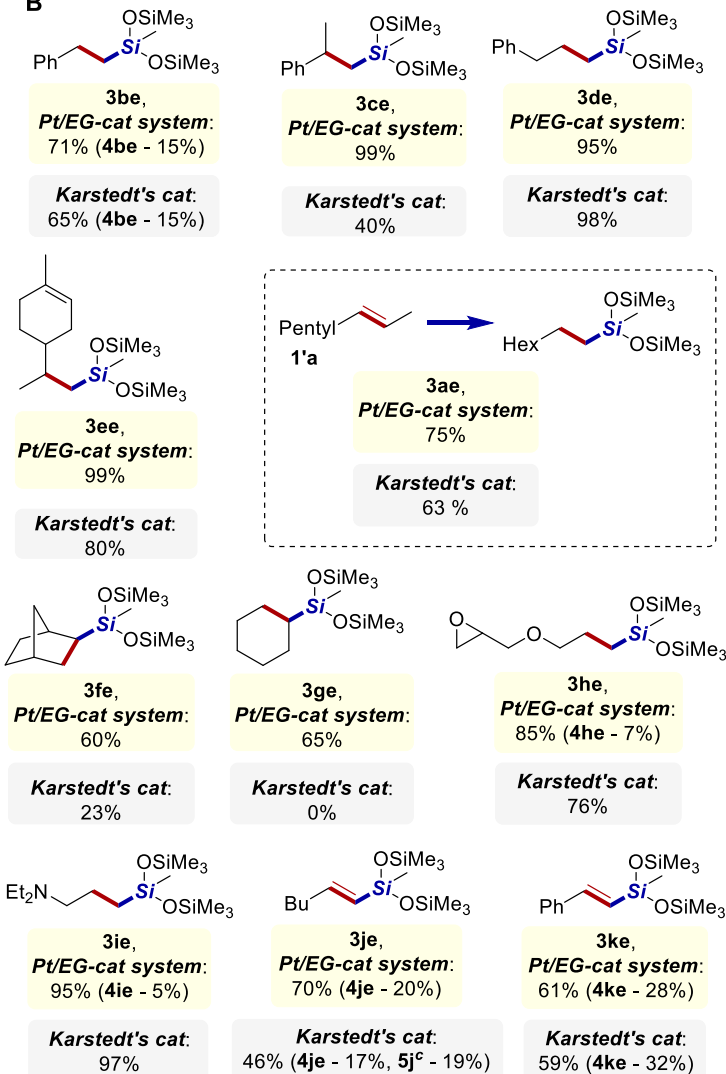 B
OSiMe3
Ph
Si
OSiMe3
3be,
Pt/EG-cat system:
71% (4be - 15%)
Karstedt's cat:
65% (4be - 15%)
OSiMe3
Ph
Si
OSiMe3
3ce,
Pt/EG-cat system:
99%
Karstedt's cat:
40%
OSiMe3
Ph
Si
OSiMe3
3de,
Pt/EG-cat system:
95%
Karstedt's cat:
98%
OSiMe3
Si
OSiMe3
3ee,
Pt/EG-cat system:
99%
Karstedt's cat:
80%
Pentyl
1'a
OSiMe3
Si
Hex
OSiMe3
3ae,
Pt/EG-cat system:
75%
Karstedt's cat:
63 %
OSiMe3
Si
OSiMe3
3fe,
Pt/EG-cat system:
60%
Karstedt's cat:
23%
OSiMe3
Si
OSiMe3
3ge,
Pt/EG-cat system:
65%
Karstedt's cat:
0%
O
O
OSiMe3
Si
OSiMe3
3he,
Pt/EG-cat system:
85% (4he - 7%)
Karstedt's cat:
76%
OSiMe3
Et2N
Si
OSiMe3
3ie,
Pt/EG-cat system:
95% (4ie - 5%)
Karstedt's cat:
97%
OSiMe3
Bu
Si
OSiMe3
3je,
Pt/EG-cat system:
70% (4je - 20%)
Karstedt's cat:
46% (4je - 17%, 5jc - 19%)
OSiMe3
Ph
Si
OSiMe3
3ke,
Pt/EG-cat system:
61% (4ke - 28%)
Karstedt's cat:
59% (4ke - 32%)